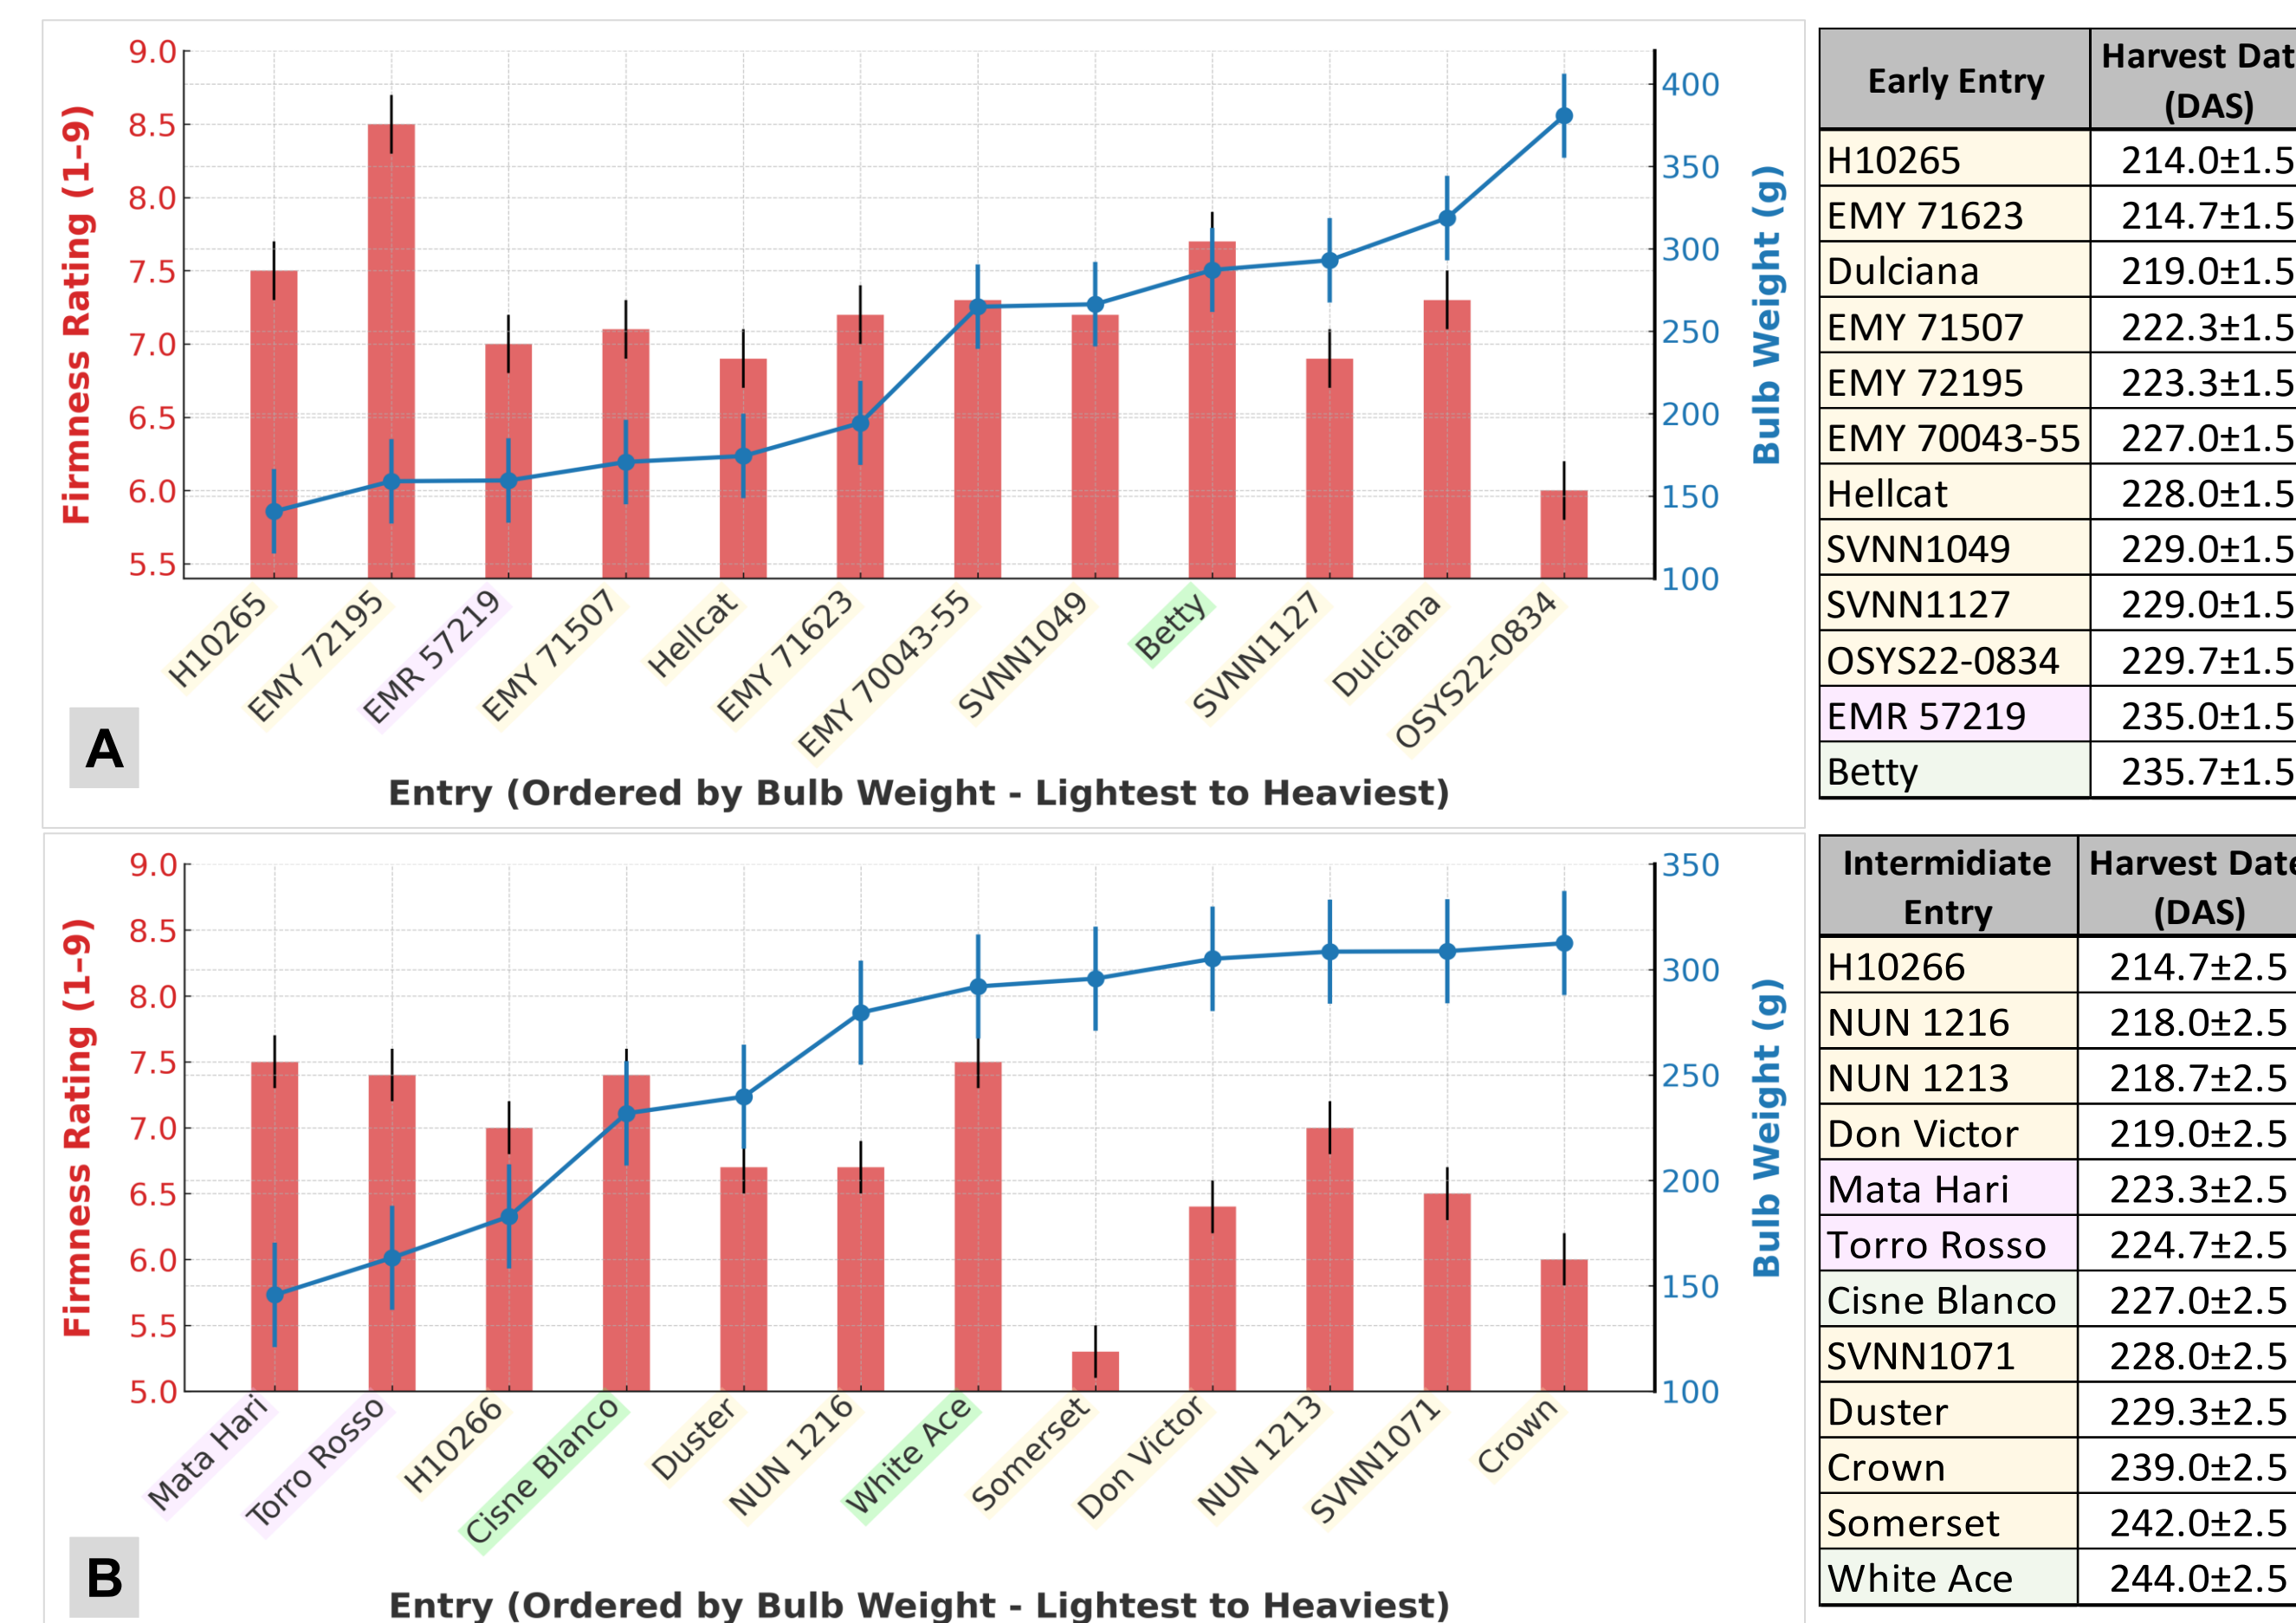 9.0
8.5
8.0
7.5
7.0
6.5
6.0
5.5
Firmness Rating (1–9)
400
350
300
250
200
150
100
Bulb Weight (g)
H10265
EMY 72195
EMR 57219
EMY 71507
Hellcat
EMY 71623
EMY 70043-55
SVNN1049
Betty
SVNN1127
Dulciana
OSYS22-0834
A
Entry (Ordered by Bulb Weight - Lightest to Heaviest)
Early Entry
Harvest Dat
(DAS)
H10265 214.0±1.5
EMY 71623 214.7±1.5
Dulciana 219.0±1.5
EMY 71507 222.3±1.5
EMY 72195 223.3±1.5
EMY 70043-55 227.0±1.5
Hellcat 228.0±1.5
SVNN1049 229.0±1.5
SVNN1127 229.0±1.5
OSYS22-0834 229.7±1.5
EMR 57219 235.0±1.5
Betty 235.7±1.5
9.0
8.5
8.0
7.5
7.0
6.5
6.0
5.5
5.0
Firmness Rating (1–9)
350
300
250
200
150
100
Bulb Weight (g)
Mata Hari
Torro Rosso
H10266
Cisne Blanco
Duster
NUN 1216
White Ace
Somerset
Don Victor
NUN 1213
SVNN1071
Crown
B
Entry (Ordered by Bulb Weight - Lightest to Heaviest)
Intermidiate
Entry
Harvest Date
(DAS)
H10266 214.7±2.5
NUN 1216 218.0±2.5
NUN 1213 218.7±2.5
Don Victor 219.0±2.5
Mata Hari 223.3±2.5
Torro Rosso 224.7±2.5
Cisne Blanco 227.0±2.5
SVNN1071 228.0±2.5
Duster 229.3±2.5
Crown 239.0±2.5
Somerset 242.0±2.5
White Ace 244.0±2.5